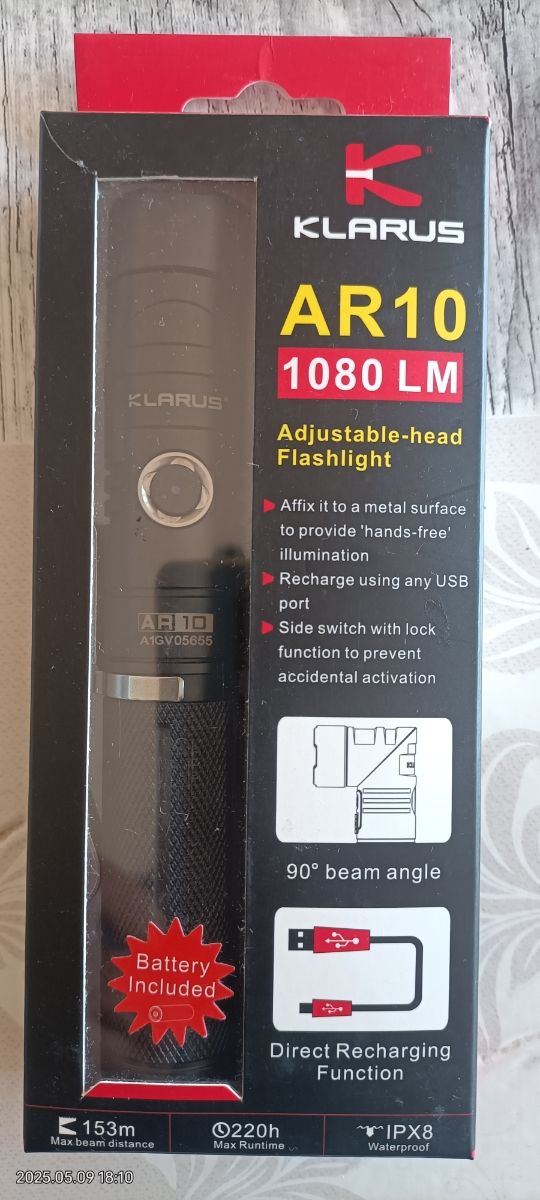 KLARUS
AR10
1080 LM
Adjustable-head
Flashlight
Affix it to a metal surface
to provide 'hands-free'
illumination
Recharge using any USB
port
Side switch with lock
function to prevent
accidental activation
90° beam angle
Direct Recharging
Function
KLARUS
AR 10
A1GV05655
Battery
Included
153m
Max beam distance
220h
Max Runtime
IPX8
Waterproof
2025.05.09 18:10